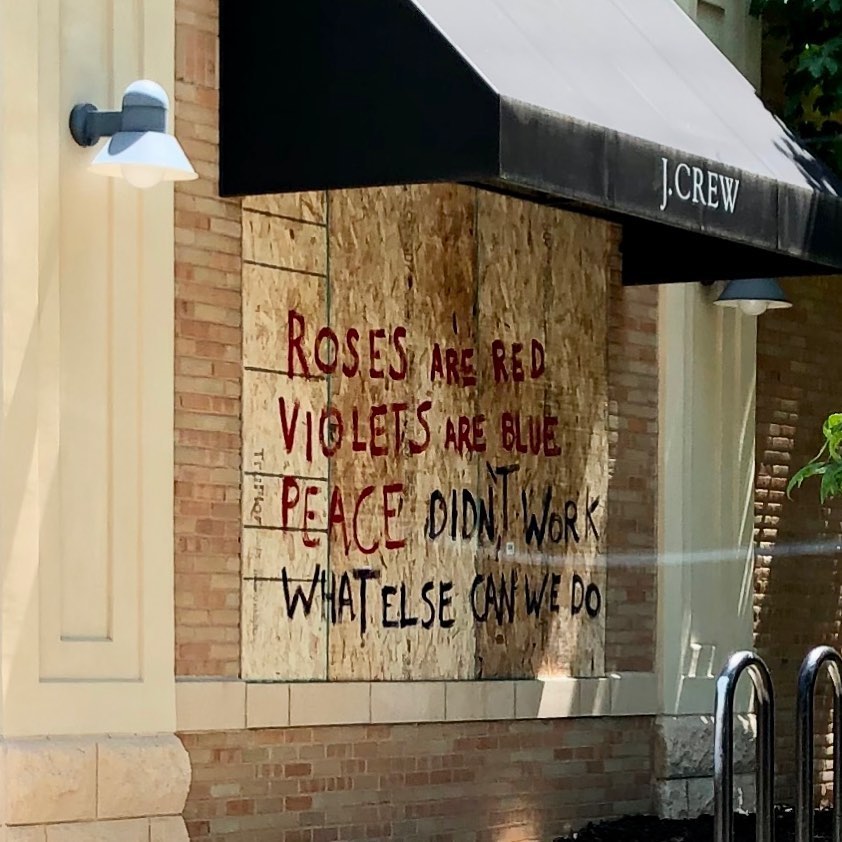 J.CREW
ROSES ARE RED
VIOLETS ARE BLUE
PEACE DIDN'T WORK
WHAT ELSE CAN WE DO